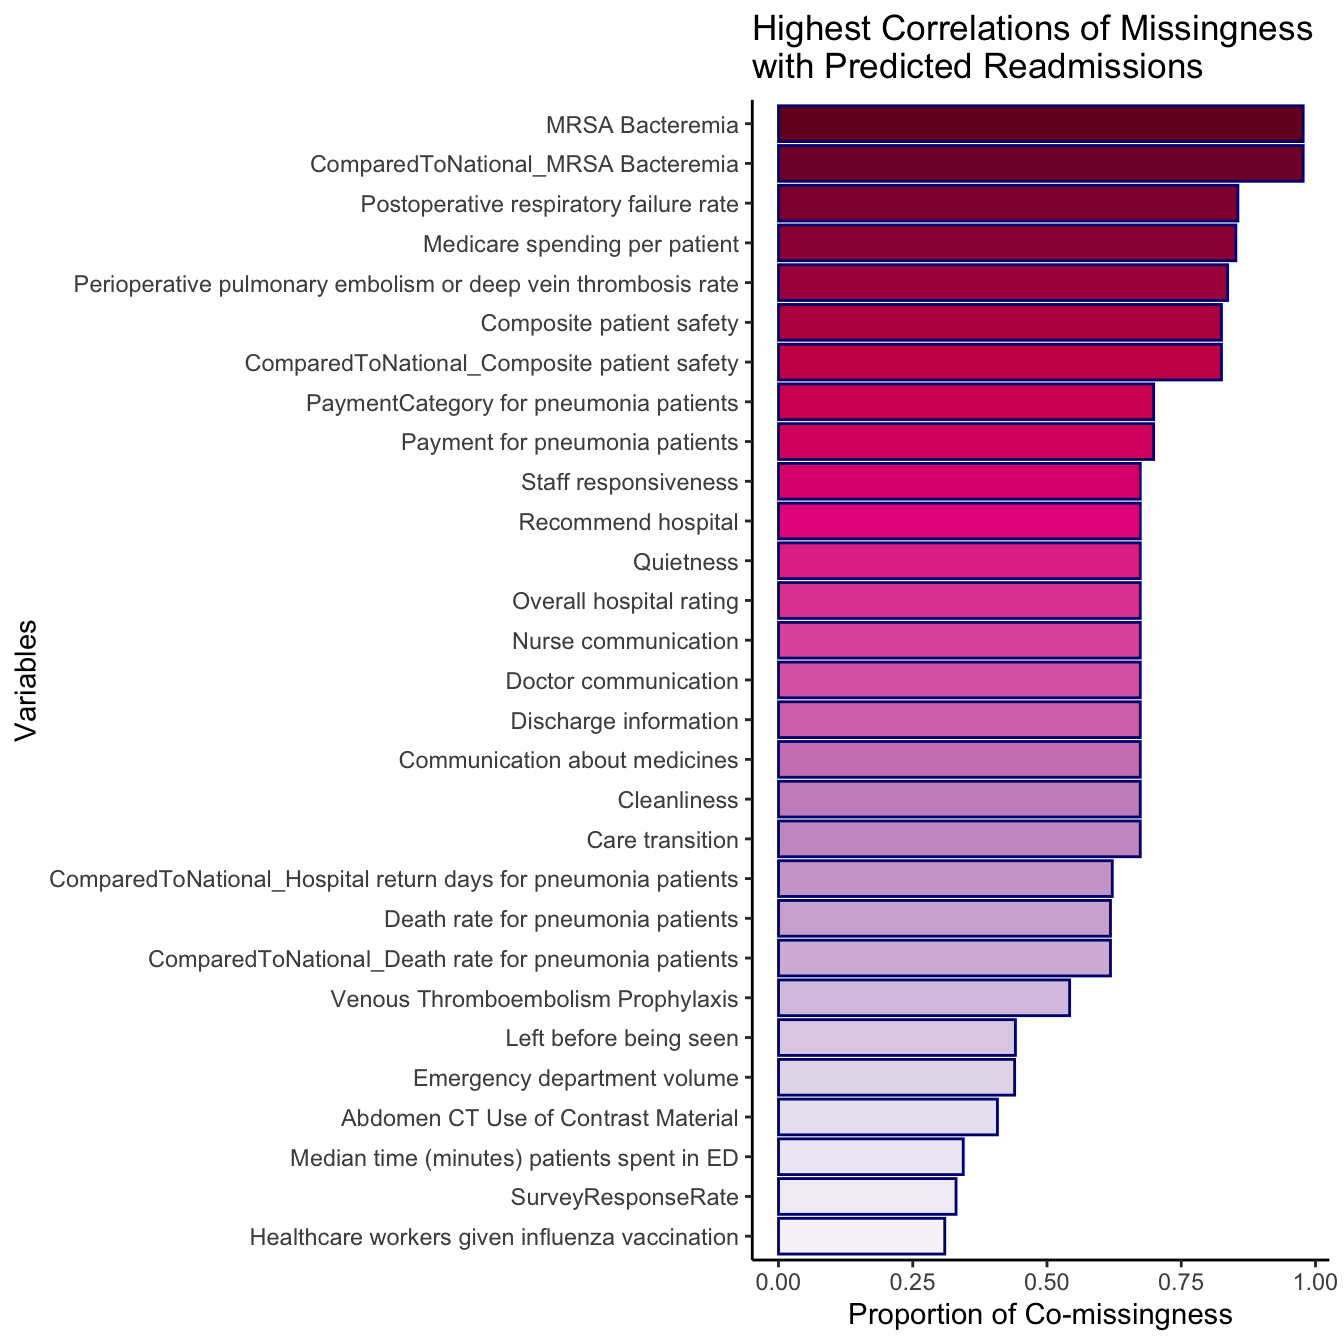 Highest Correlations of Missingness
with Predicted Readmissions
Variables
MRSA Bacteremia
ComparedToNational_MRSA Bacteremia
Postoperative respiratory failure rate
Medicare spending per patient
Perioperative pulmonary embolism or deep vein thrombosis rate
Composite patient safety
ComparedToNational_Composite patient safety
PaymentCategory for pneumonia patients
Payment for pneumonia patients
Staff responsiveness
Recommend hospital
Quietness
Overall hospital rating
Nurse communication
Doctor communication
Discharge information
Communication about medicines
Cleanliness
Care transition
ComparedToNational_Hospital return days for pneumonia patients
Death rate for pneumonia patients
ComparedToNational_Death rate for pneumonia patients
Venous Thromboembolism Prophylaxis
Left before being seen
Emergency department volume
Abdomen CT Use of Contrast Material
Median time (minutes) patients spent in ED
SurveyResponseRate
Healthcare workers given influenza vaccination
0.00 0.25 0.50 0.75 1.00
Proportion of Co-missingness